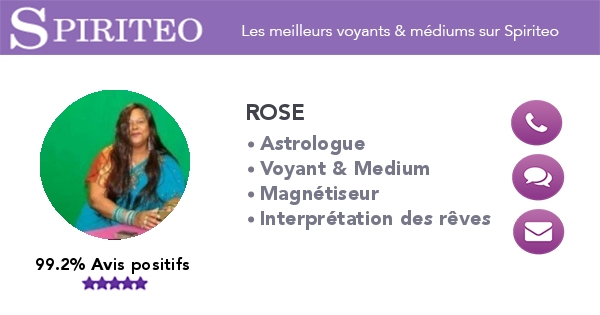 SPIRITEO
Les meilleurs voyants & médiums sur Spiriteo
ROSE
• Astrologue
• Voyant & Medium
• Magnétiseur
• Interprétation des rêves
99.2% Avis positifs